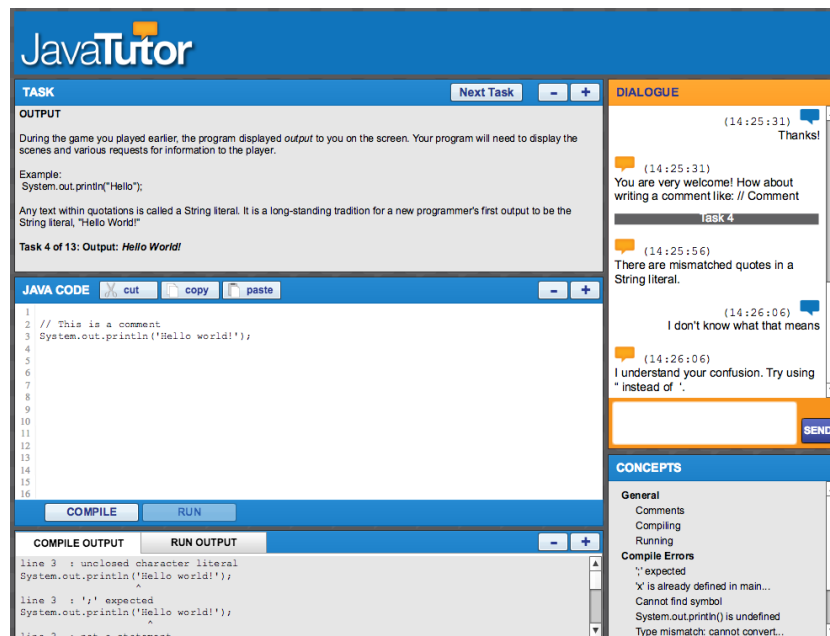 JavaTutor
TASK
Next Task
-
+
OUTPUT
During the game you played earlier, the program displayed output to you on the screen. Your program will need to display the
scenes and various requests for information to the player.
Example:
System.out.println("Hello");
Any text within quotations is called a String literal. It is a long-standing tradition for a new programmer's first output to be the
String literal, "Hello World!"
Task 4 of 13: Output: Hello World!
JAVA CODE
cut
copy
paste
-
+
1
2 // This is a comment
3 System.out.println('Hello world!');
4
5
6
7
8
9
10
11
12
13
14
15
16
COMPILE
RUN
COMPILE OUTPUT
RUN OUTPUT
-
+
line 3 : unclosed character literal
System.out.println('Hello world!');
^
line 3 : ';' expected
System.out.println('Hello world!');
^
DIALOGUE
(14:25:31)
Thanks!
(14:25:31)
You are very welcome! How about
writing a comment like: // Comment
Task 4
(14:25:56)
There are mismatched quotes in a
String literal.
(14:26:06)
I don't know what that means
(14:26:06)
I understand your confusion. Try using
" instead of '.
SEND
CONCEPTS
General
Comments
Compiling
Running
Compile Errors
';' expected
'x' is already defined in main...
Cannot find symbol
System.out.println() is undefined
Type mismatch: cannot convert...